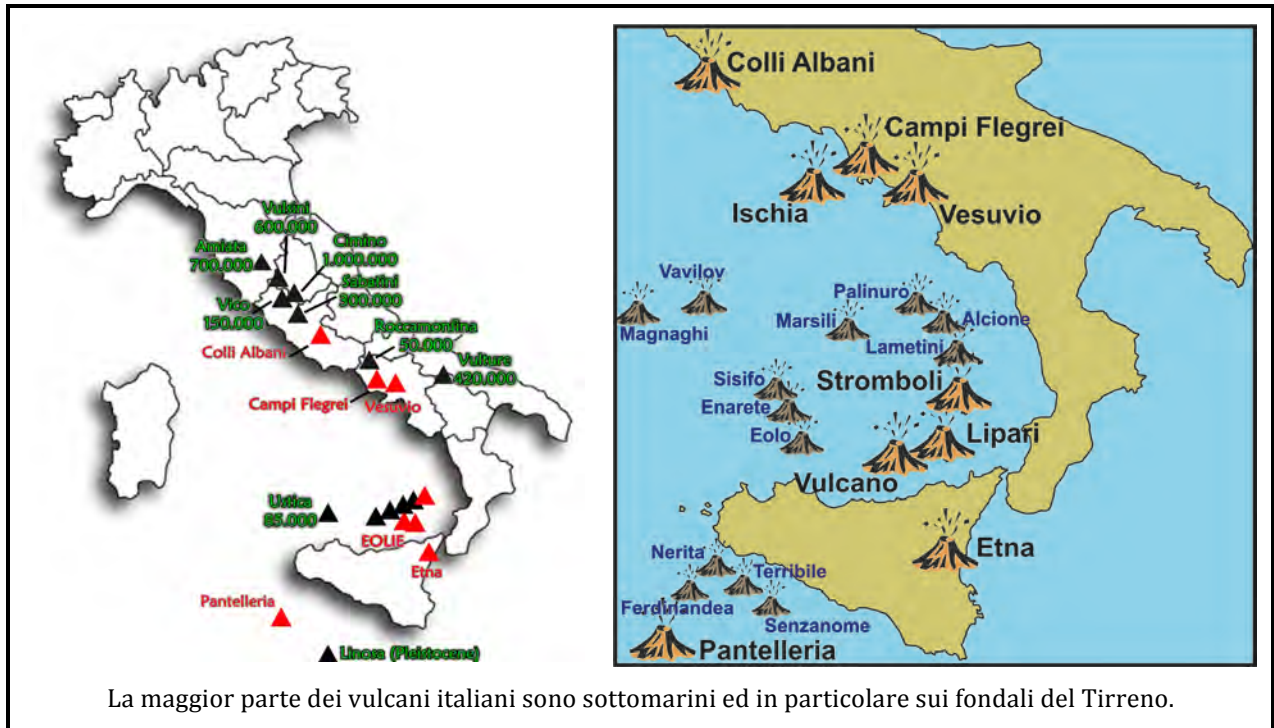 Vulsini
600.000
Cimino
1.000.000
Amiata
700.000
Sabatini
300.000
Vico
150.000
Roccamonfina
50.000
Colli Albani
Vulture
420.000
Campi Flegrei
Vesuvio
Ustica
85.000
EOLIE
Etna
Pantelleria
Linosa (Pleistocene)
Colli Albani
Campi Flegrei
Ischia
Vesuvio
Vavilov
Palinuro
Magnaghi
Marsili
Alcione
Lametini
Sisifo
Stromboli
Enarete
Eolo
Lipari
Vulcano
Etna
Nerita
Terribile
Ferdinandea
Senzanome
Pantelleria
La maggior parte dei vulcani italiani sono sottomarini ed in particolare sui fondali del Tirreno.